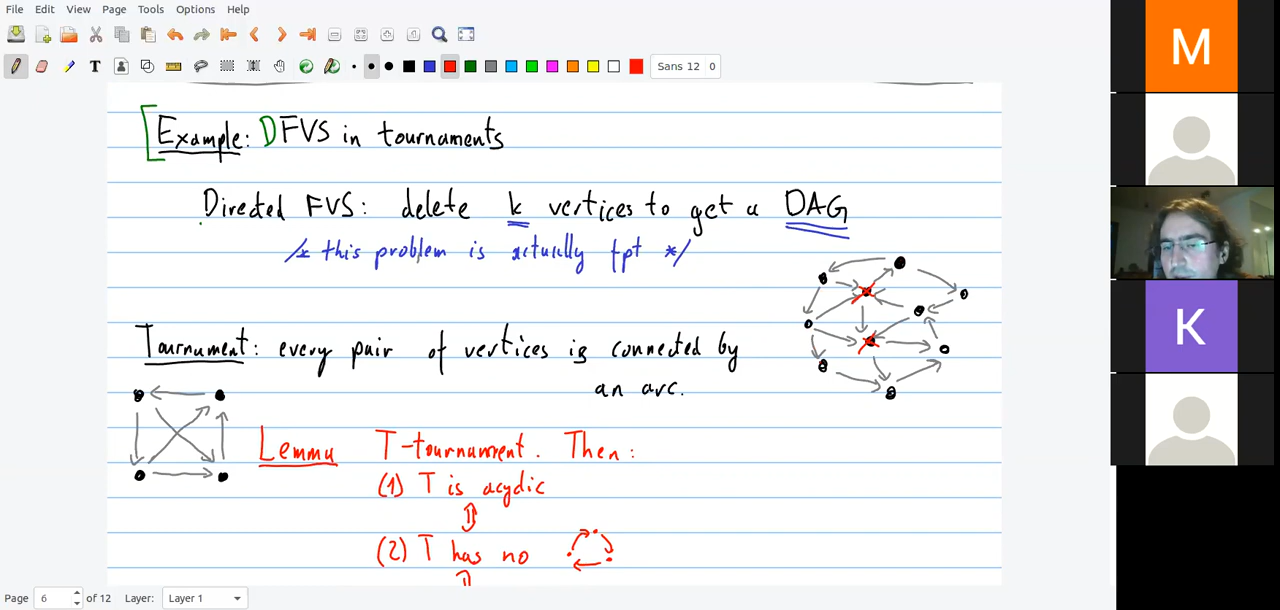 File Edit View Page Tools Options Help
Sans 12 0
Example: DFVS in tournaments
Directed FVS: delete k vertices to get a DAG
/* this problem is actually fpt */
Tournament: every pair of vertices is connected by
an arc.
Lemma T-tournament. Then:
(1) T is acyclic
⇕
(2) T has no
Page 6 of 12 Layer: Layer 1
M
K